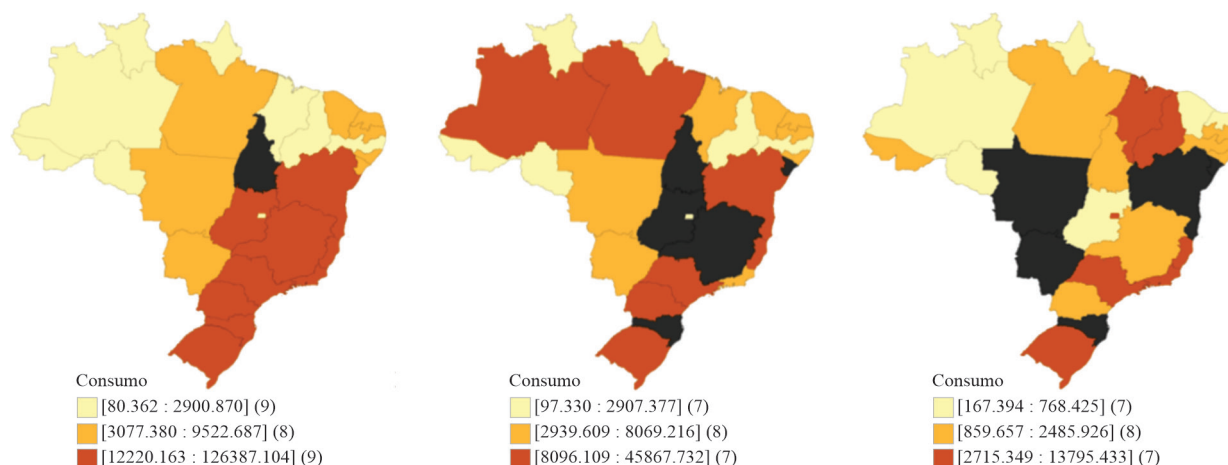 Consumo
[80.362 : 2900.870] (9)
[3077.380 : 9522.687] (8)
[12220.163 : 126387.104] (9)
Consumo
[97.330 : 2907.377] (7)
[2939.609 : 8069.216] (8)
[8096.109 : 45867.732] (7)
Consumo
[167.394 : 768.425] (7)
[859.657 : 2485.926] (8)
[2715.349 : 13795.433] (7)